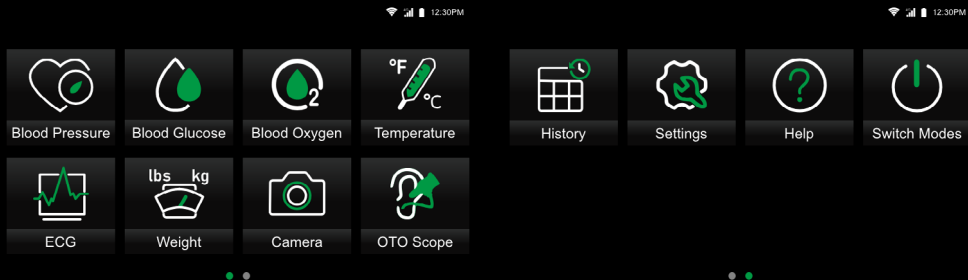 12:30PM
°F
°C
2
Blood Pressure
Blood Glucose
Blood Oxygen
Temperature
lbs kg
ECG
Weight
Camera
OTO Scope
12:30PM
?
History
Settings
Help
Switch Modes